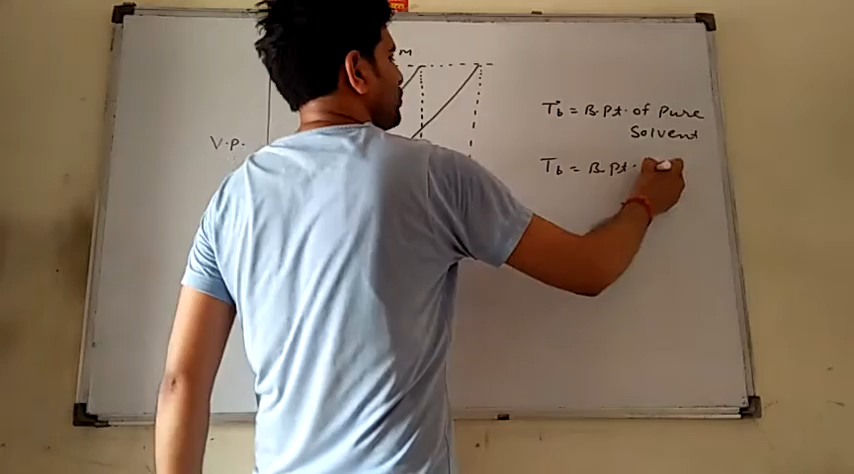 M
V.P.
T°b = B.Pt. of Pure
Solvent
Tb = B.Pt.